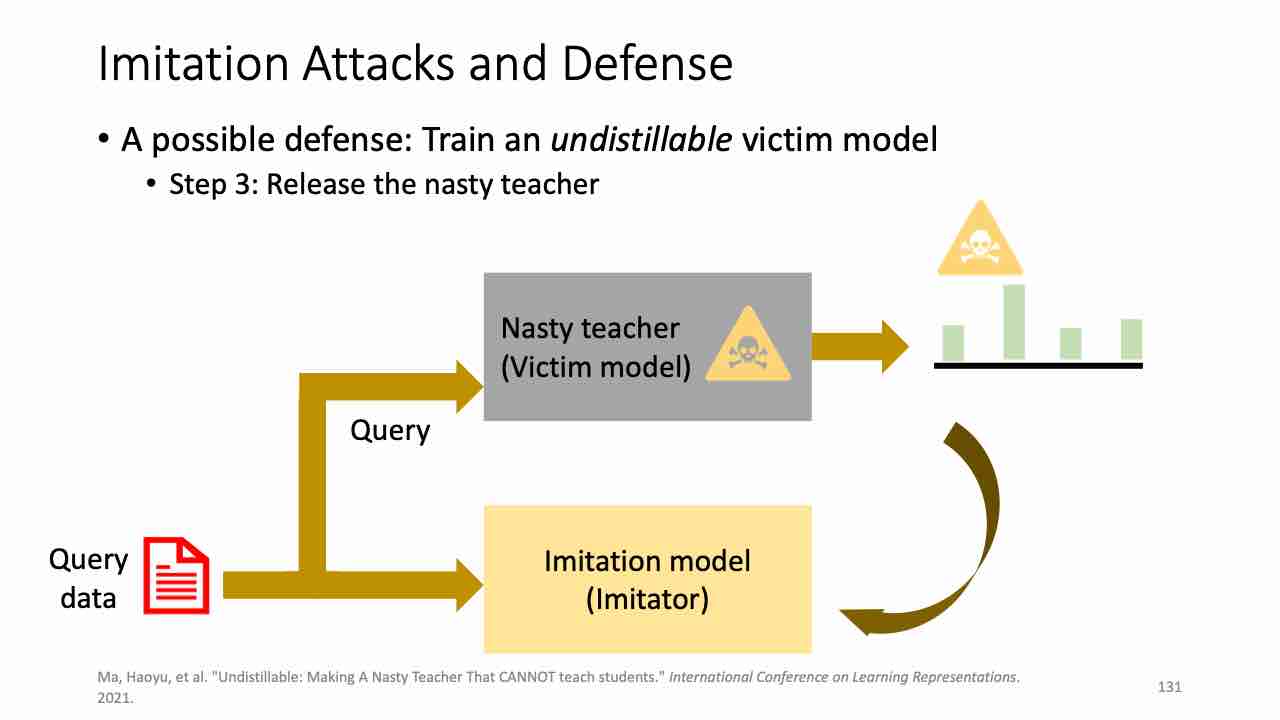 Imitation Attacks and Defense
• A possible defense: Train an undistillable victim model
• Step 3: Release the nasty teacher
Nasty teacher
(Victim model)
Query
Query
data
Imitation model
(Imitator)
Ma, Haoyu, et al. "Undistillable: Making A Nasty Teacher That CANNOT teach students." International Conference on Learning Representations.
2021.
131